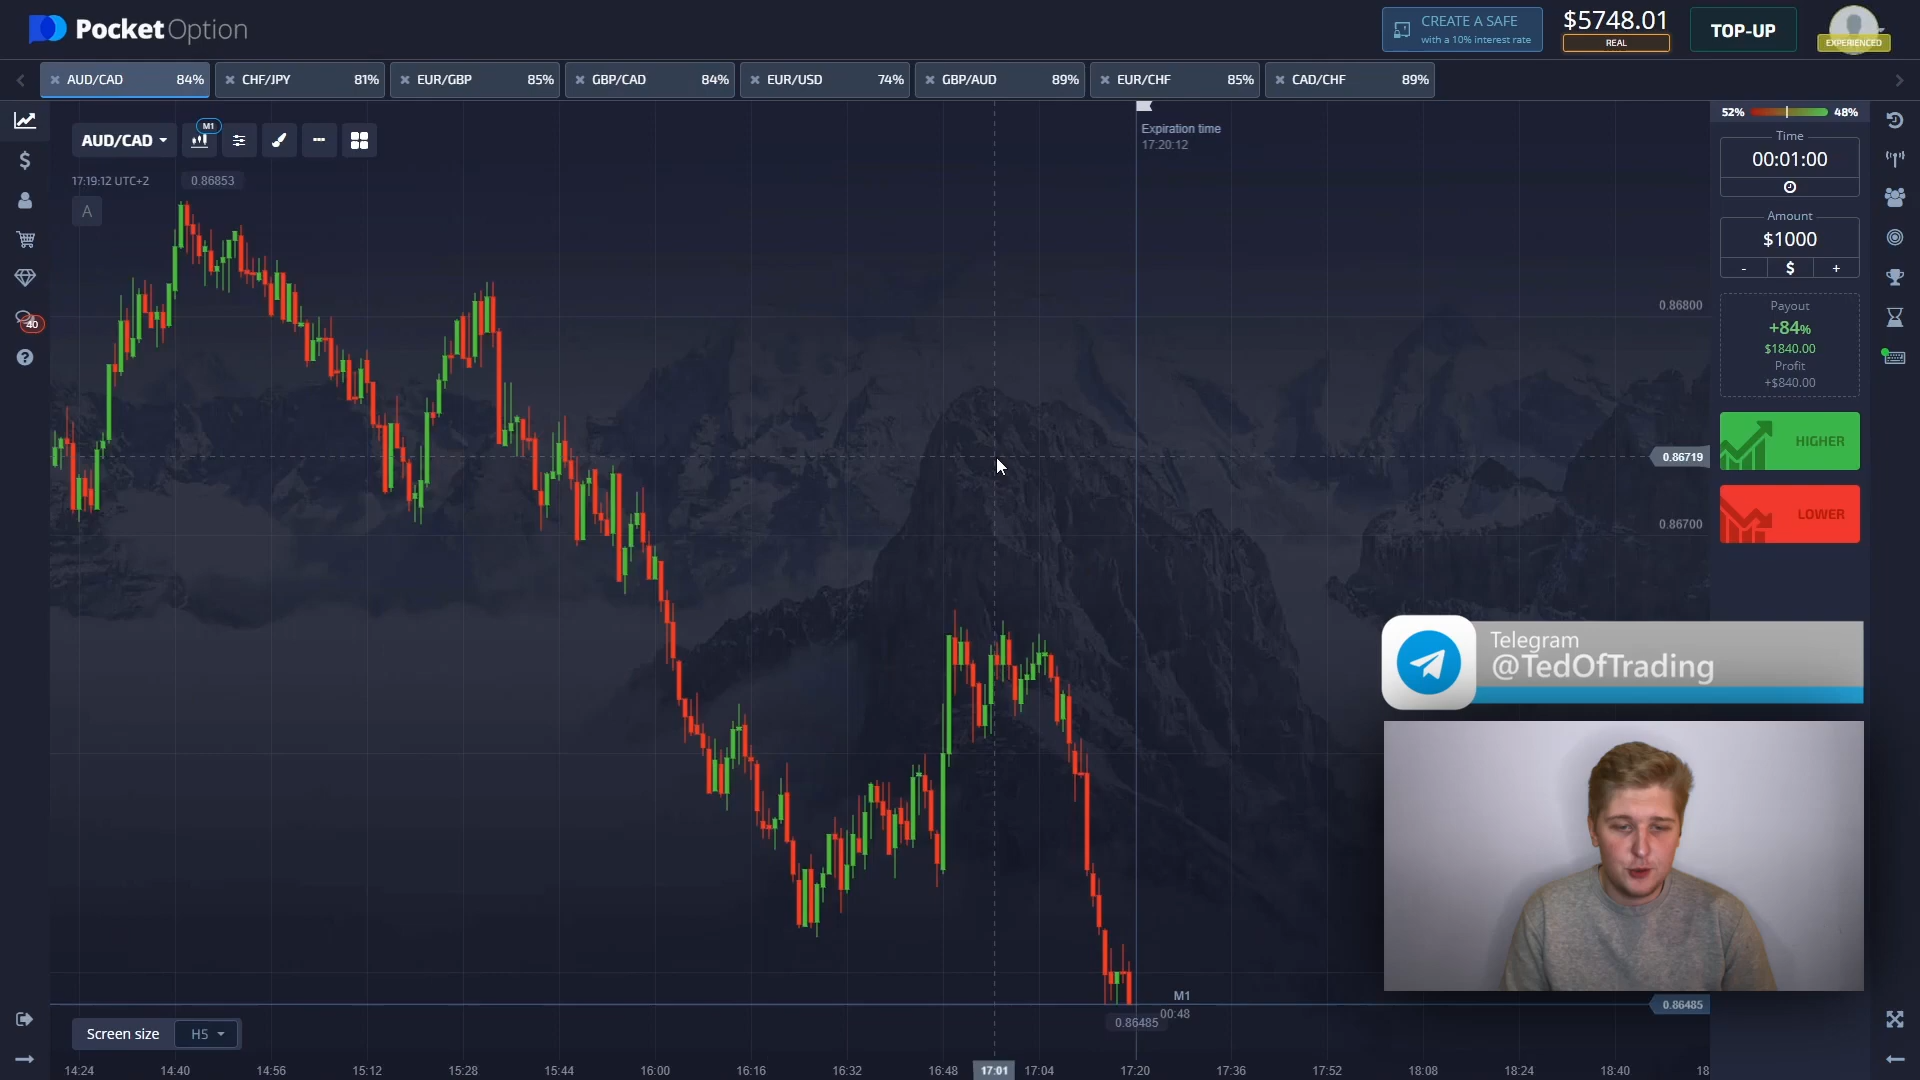 PocketOption
CREATE A SAFE
with a 10% interest rate
$5748.01
REAL
TOP-UP
EXPERIENCED
AUD/CAD 84%
CHF/JPY 81%
EUR/GBP 85%
GBP/CAD 84%
EUR/USD 74%
GBP/AUD 89%
EUR/CHF 85%
CAD/CHF 89%
AUD/CAD
M1
17:19:12 UTC+2
0.86853
A
Expiration time
17:20:12
52% 48%
Time
00:01:00
Amount
$1000
- $ +
Payout
+84%
$1840.00
Profit
+$840.00
HIGHER
LOWER
40
0.86800
0.86719
0.86700
Telegram
@TedOfTrading
M1
00:48
0.86485
0.86485
Screen size H5
14:24 14:40 14:56 15:12 15:28 15:44 16:00 16:16 16:32 16:48 17:01 17:04 17:20 17:36 17:52 18:08 18:24 18:40 18